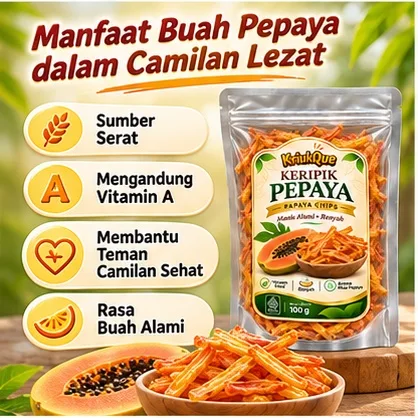 Manfaat Buah Pepaya
dalam Camilan Lezat
Sumber
Serat
A
Mengandung
Vitamin A
Membantu
Teman
Camilan Sehat
Rasa
Buah Alami
KriukQue
KERIPIK
PEPAYA
PAPAYA CHIPS
Manis Alami • Renyah
Renyah
100 g